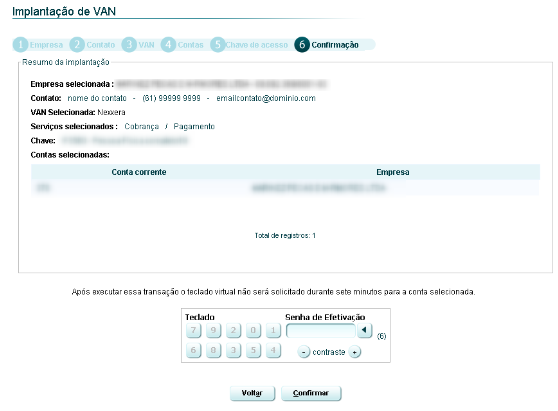 Implantação de VAN
1 Empresa 2 Contato 3 VAN 4 Contas 5 Chave de acesso 6 Confirmação
Resumo da implantação
Empresa selecionada :
Contato: nome do contato - (61) 99999 9999 - emailcontato@dominio.com
VAN Selecionada: Nexxera
Serviços selecionados : Cobrança / Pagamento
Chave:
Contas selecionadas:
Conta corrente Empresa
Total de registros: 1
Após executar essa transação o teclado virtual não será solicitado durante sete minutos para a conta selecionada.
Teclado Senha de Efetivação
7 9 2 0 1 (6)
6 8 3 5 4 - contraste +
Voltar Confirmar